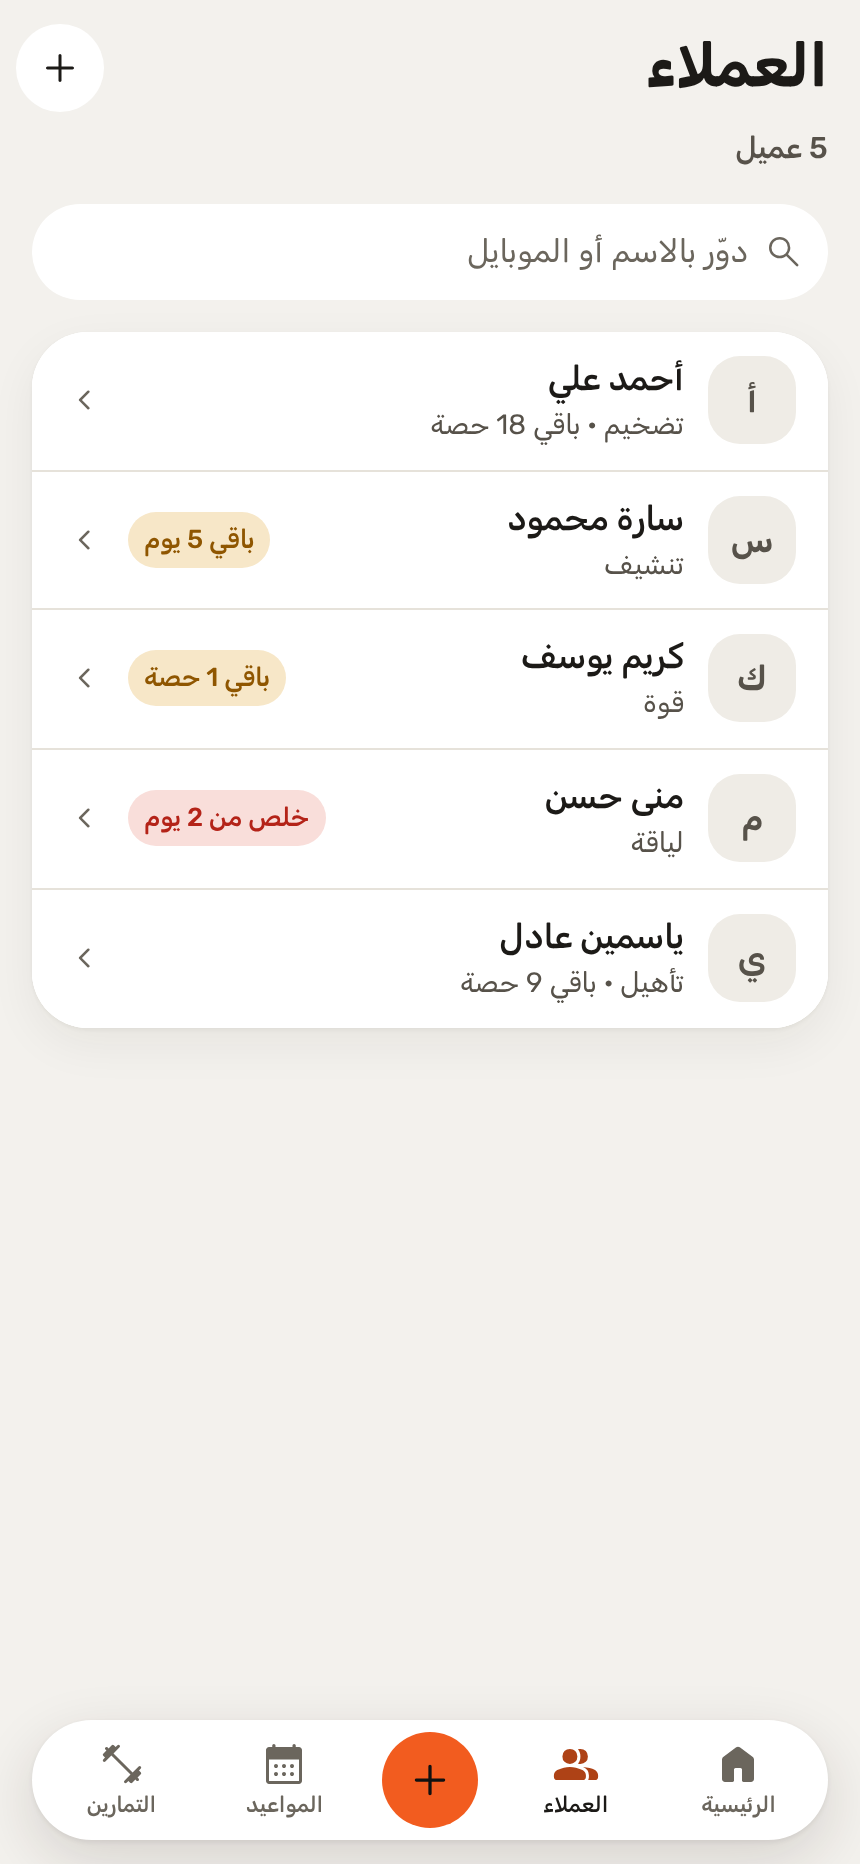 العملاء
5 عميل
دوّر بالاسم أو الموبايل
أ
أحمد علي
تضخيم • باقي 18 حصة
س
سارة محمود
تنشيف
باقي 5 يوم
ك
كريم يوسف
قوة
باقي 1 حصة
م
منى حسن
لياقة
خلص من 2 يوم
ي
ياسمين عادل
تأهيل • باقي 9 حصة
الرئيسية
العملاء
المواعيد
التمارين